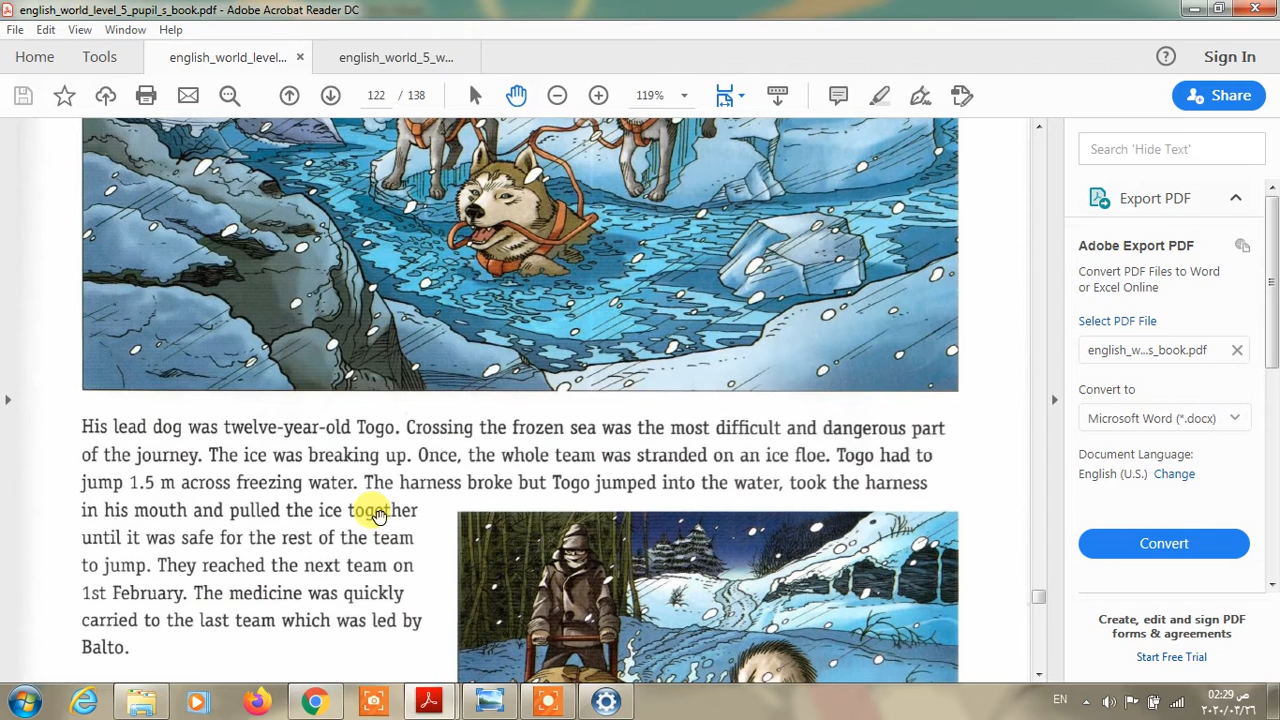 english_world_level_5_pupil_s_book.pdf - Adobe Acrobat Reader DC
File Edit View Window Help
Home Tools english_world_level... × english_world_5_w... ? Sign In
122 / 138 119% Share
Search 'Hide Text'
Export PDF
Adobe Export PDF
Convert PDF Files to Word
or Excel Online
Select PDF File
english_w...s_book.pdf ×
Convert to
Microsoft Word (*.docx)
Document Language:
English (U.S.) Change
Convert
Create, edit and sign PDF
forms & agreements
Start Free Trial
His lead dog was twelve-year-old Togo. Crossing the frozen sea was the most difficult and dangerous part
of the journey. The ice was breaking up. Once, the whole team was stranded on an ice floe. Togo had to
jump 1.5 m across freezing water. The harness broke but Togo jumped into the water, took the harness
in his mouth and pulled the ice together
until it was safe for the rest of the team
to jump. They reached the next team on
1st February. The medicine was quickly
carried to the last team which was led by
Balto.
EN
02:29 ص
٢٠٢٠/٠٣/٢٦